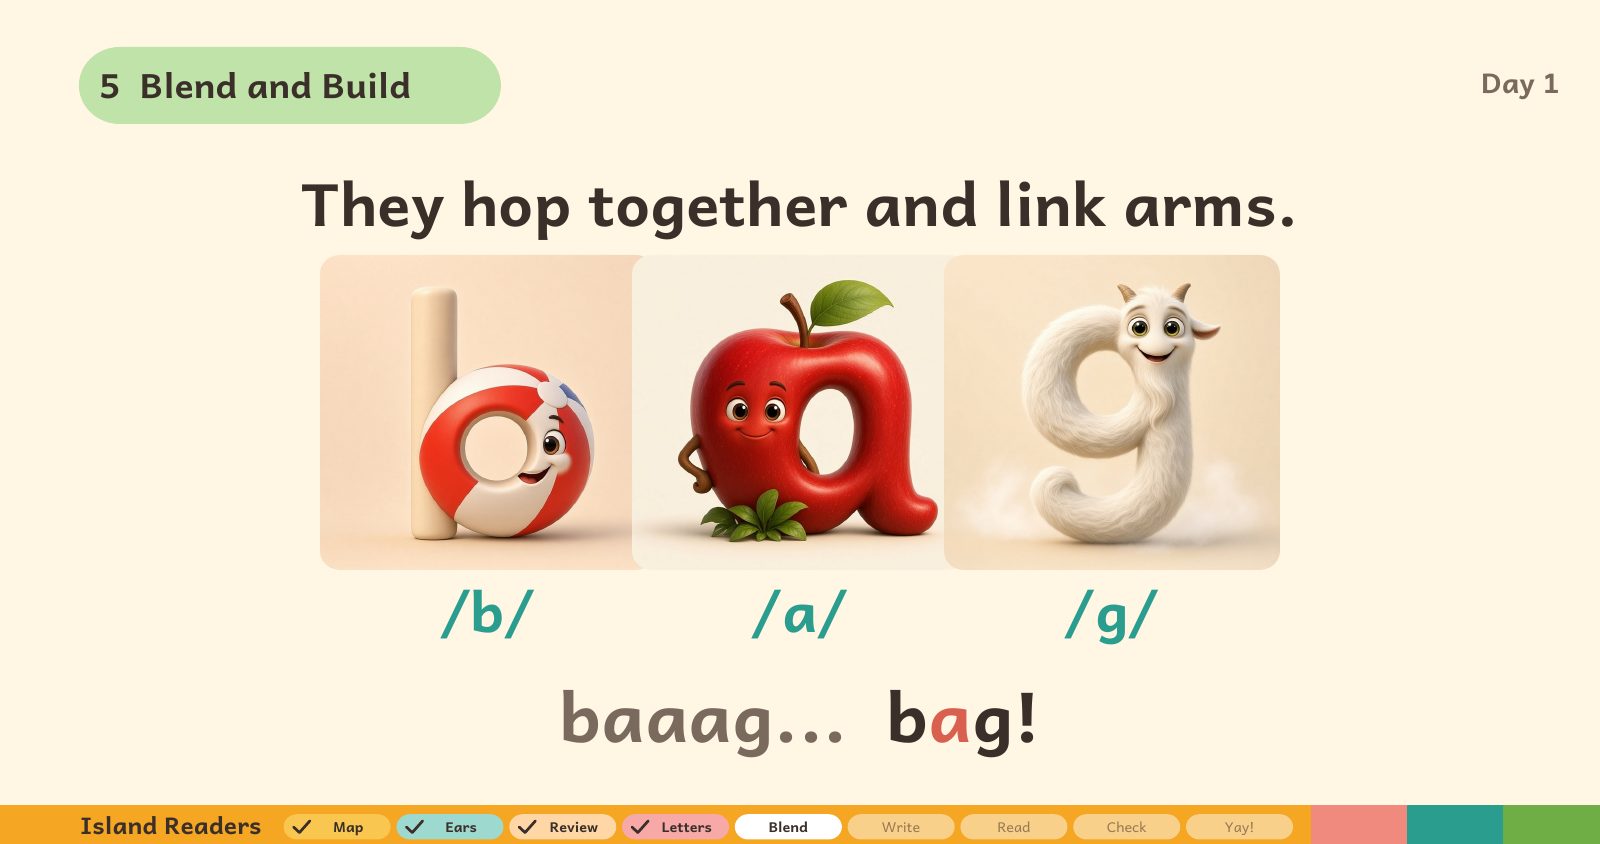 5 Blend and Build
Day 1
They hop together and link arms.
/b/ /a/ /g/
baaag... bag!
Island Readers Map Ears Review Letters Blend Write Read Check Yay!